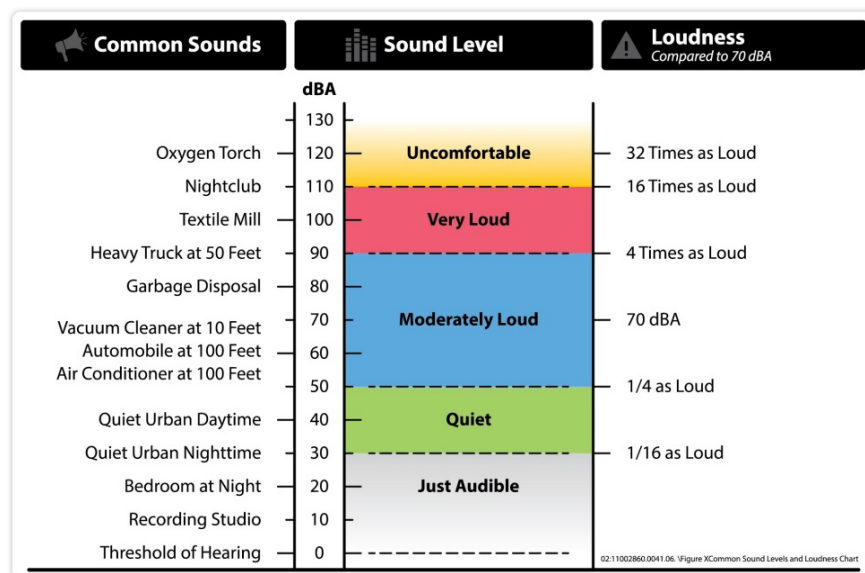 Common Sounds
Sound Level
Loudness
Compared to 70 dBA
dBA
130
Oxygen Torch 120 Uncomfortable 32 Times as Loud
Nightclub 110 16 Times as Loud
Textile Mill 100 Very Loud
Heavy Truck at 50 Feet 90 4 Times as Loud
Garbage Disposal 80
70 Moderately Loud 70 dBA
Vacuum Cleaner at 10 Feet
Automobile at 100 Feet 60
Air Conditioner at 100 Feet
50 1/4 as Loud
Quiet Urban Daytime 40 Quiet
Quiet Urban Nighttime 30 1/16 as Loud
Bedroom at Night 20 Just Audible
Recording Studio 10
Threshold of Hearing 0
02:11002860.0041.06. \Figure XCommon Sound Levels and Loudness Chart